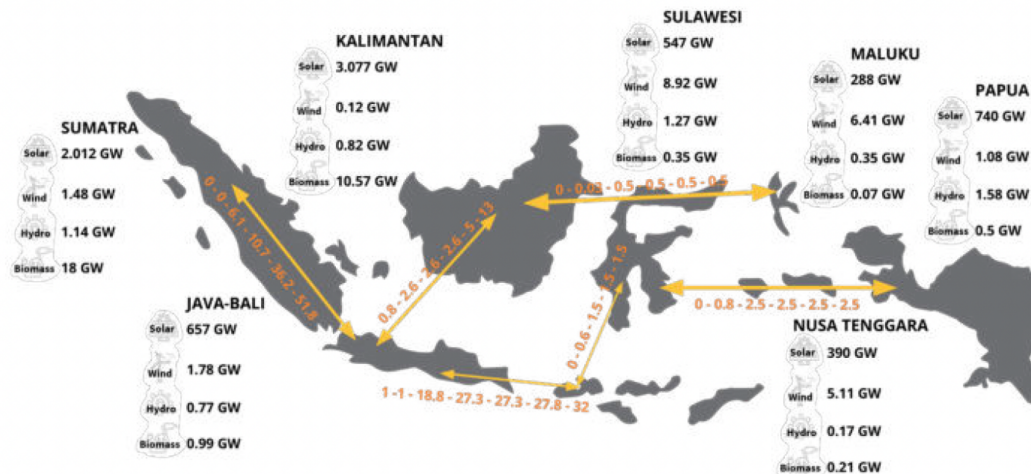 SUMATRA
Solar 2.012 GW
Wind 1.48 GW
Hydro 1.14 GW
Biomass 18 GW
KALIMANTAN
Solar 3.077 GW
Wind 0.12 GW
Hydro 0.82 GW
Biomass 10.57 GW
SULAWESI
Solar 547 GW
Wind 8.92 GW
Hydro 1.27 GW
Biomass 0.35 GW
MALUKU
Solar 288 GW
Wind 6.41 GW
Hydro 0.35 GW
Biomass 0.07 GW
PAPUA
Solar 740 GW
Wind 1.08 GW
Hydro 1.58 GW
Biomass 0.5 GW
0 - 0 - 6.1 - 10.7 - 36.2 - 51.8
0.8 - 2.6 - 2.6 - 2.6 - 5 - 13
0 - 0.03 - 0.5 - 0.5 - 0.5 - 0.5
0 - 0.6 - 1.5 - 1.5 - 1.5
0 - 0.8 - 2.5 - 2.5 - 2.5 - 2.5
1 -1 - 18.8 - 27.3 - 27.3 - 27.8 - 32
JAVA-BALI
Solar 657 GW
Wind 1.78 GW
Hydro 0.77 GW
Biomass 0.99 GW
NUSA TENGGARA
Solar 390 GW
Wind 5.11 GW
Hydro 0.17 GW
Biomass 0.21 GW